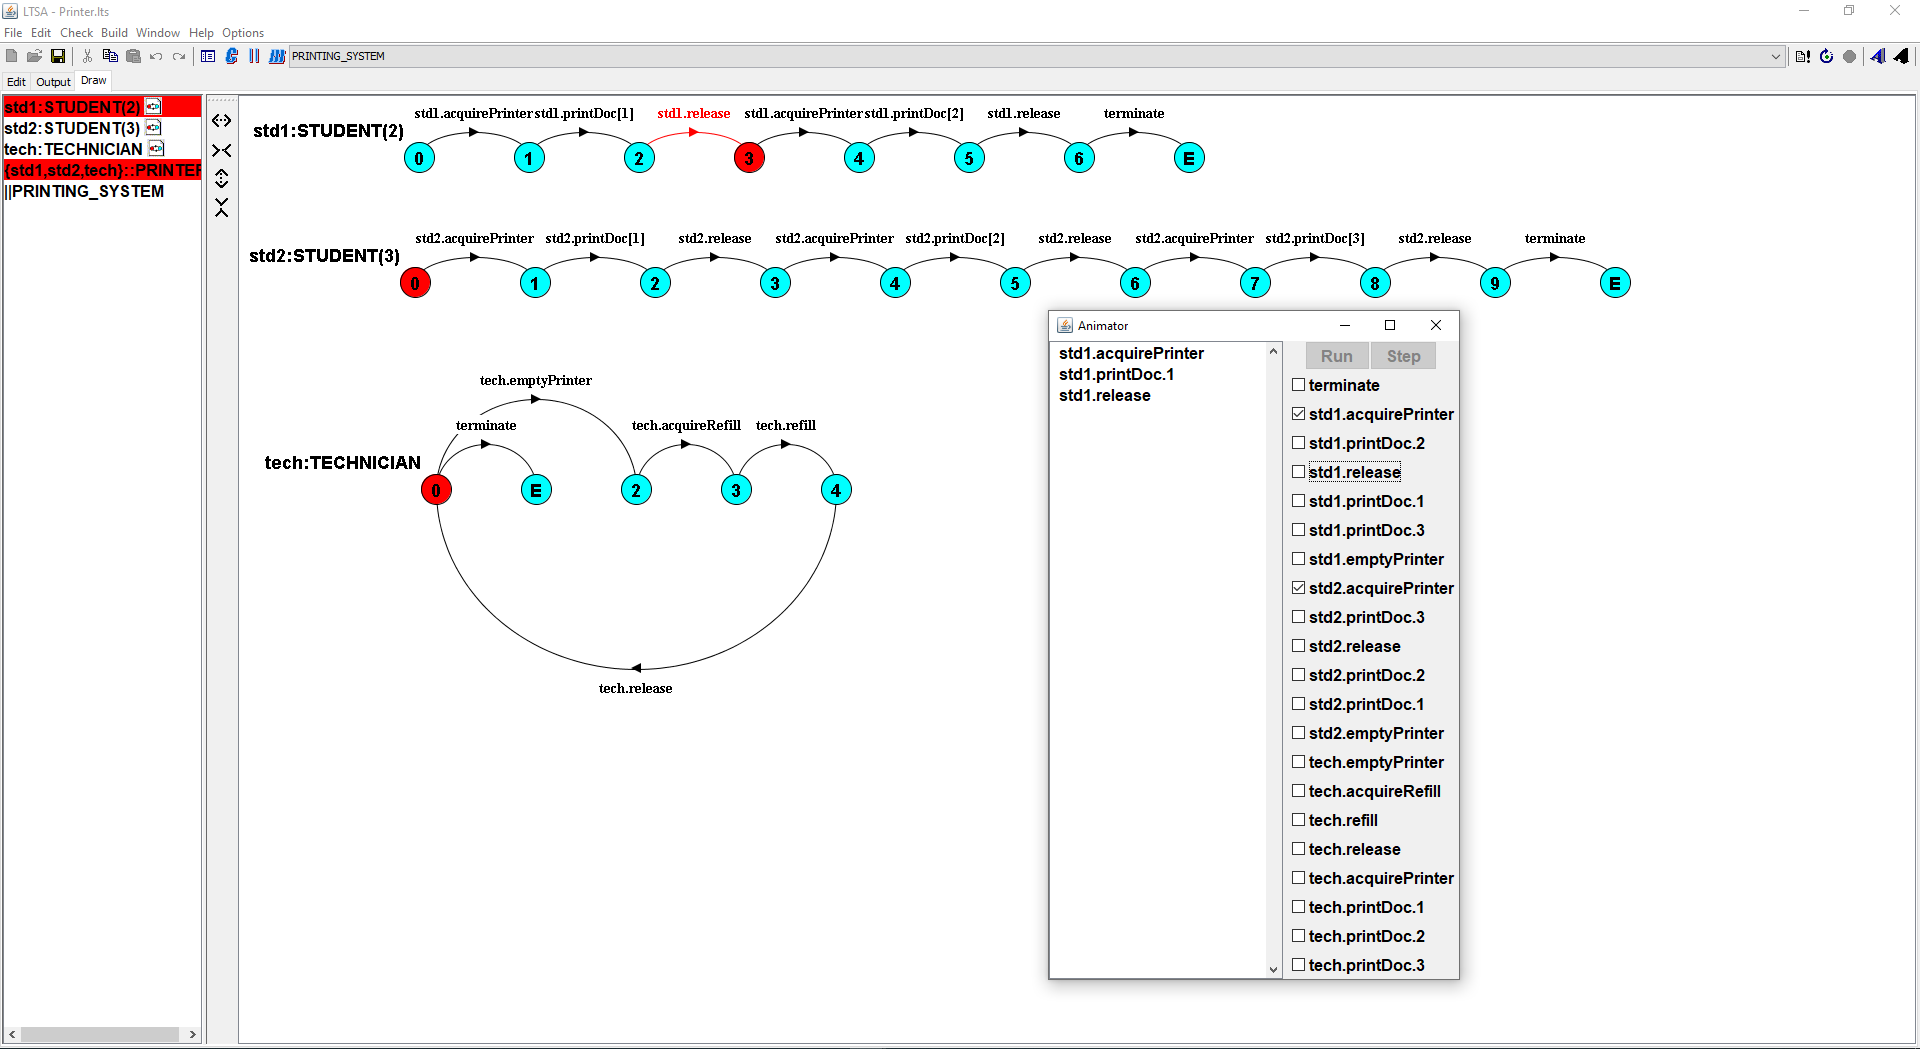 LTSA - Printer.lts
File Edit Check Build Window Help Options
PRINTING_SYSTEM
Edit Output Draw
std1:STUDENT(2)
std2:STUDENT(3)
tech:TECHNICIAN
{std1,std2,tech}::PRINTER
||PRINTING_SYSTEM
std1.acquirePrinter std1.printDoc[1] std1.release std1.acquirePrinter std1.printDoc[2] std1.release terminate
std1:STUDENT(2)
0 1 2 3 4 5 6 E
std2.acquirePrinter std2.printDoc[1] std2.release std2.acquirePrinter std2.printDoc[2] std2.release std2.acquirePrinter std2.printDoc[3] std2.release terminate
std2:STUDENT(3)
0 1 2 3 4 5 6 7 8 9 E
tech.emptyPrinter
terminate tech.acquireRefill tech.refill
tech:TECHNICIAN
0 E 2 3 4
tech.release
Animator
std1.acquirePrinter
std1.printDoc.1
std1.release
Run Step
terminate
std1.acquirePrinter
std1.printDoc.2
std1.release
std1.printDoc.1
std1.printDoc.3
std1.emptyPrinter
std2.acquirePrinter
std2.printDoc.3
std2.release
std2.printDoc.2
std2.printDoc.1
std2.emptyPrinter
tech.emptyPrinter
tech.acquireRefill
tech.refill
tech.release
tech.acquirePrinter
tech.printDoc.1
tech.printDoc.2
tech.printDoc.3